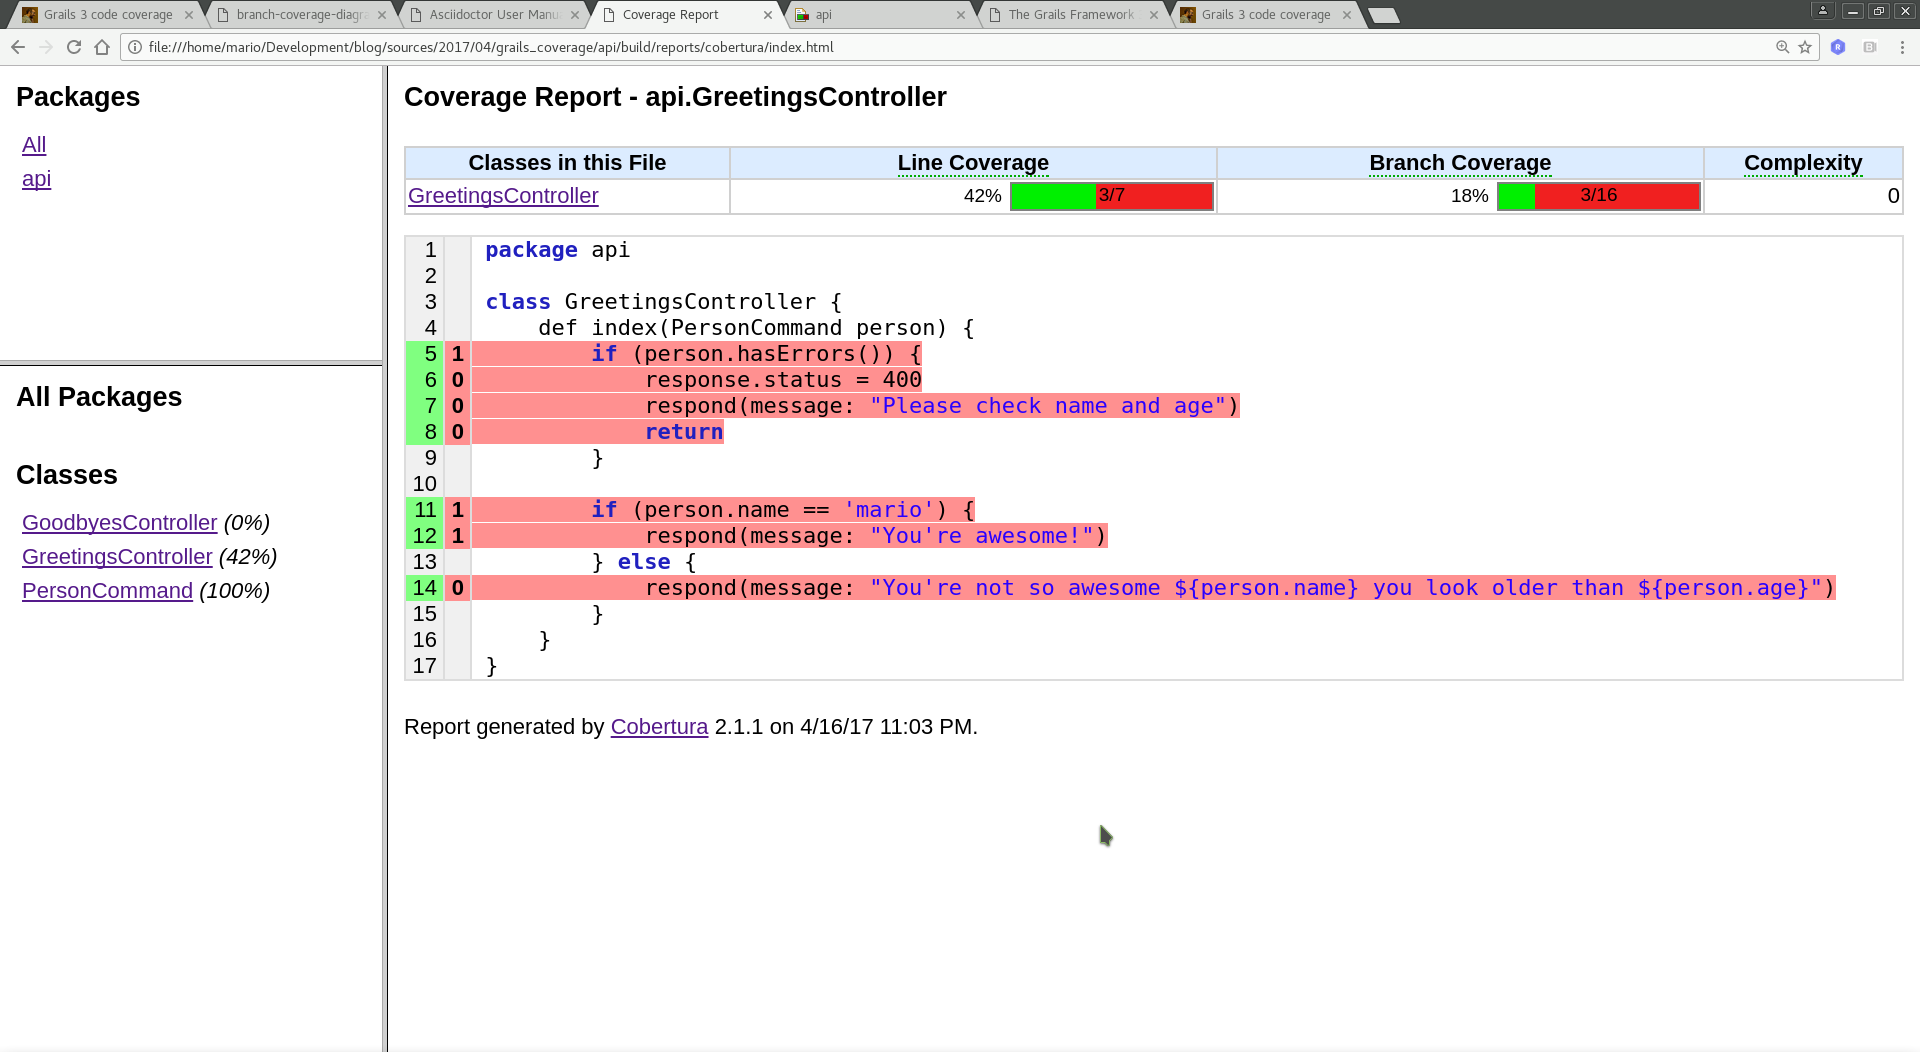 Grails 3 code coverage
branch-coverage-diagra
Asciidoctor User Manua
Coverage Report
api
The Grails Framework
Grails 3 code coverage
file:///home/mario/Development/blog/sources/2017/04/grails_coverage/api/build/reports/cobertura/index.html
Packages
All
api
All Packages
Classes
GoodbyesController (0%)
GreetingsController (42%)
PersonCommand (100%)
Coverage Report - api.GreetingsController
Classes in this File Line Coverage Branch Coverage Complexity
GreetingsController 42% 3/7 18% 3/16 0
1 package api
2
3 class GreetingsController {
4 def index(PersonCommand person) {
5 1 if (person.hasErrors()) {
6 0 response.status = 400
7 0 respond(message: "Please check name and age")
8 0 return
9 }
10
11 1 if (person.name == 'mario') {
12 1 respond(message: "You're awesome!")
13 } else {
14 0 respond(message: "You're not so awesome ${person.name} you look older than ${person.age}")
15 }
16 }
17 }
Report generated by Cobertura 2.1.1 on 4/16/17 11:03 PM.